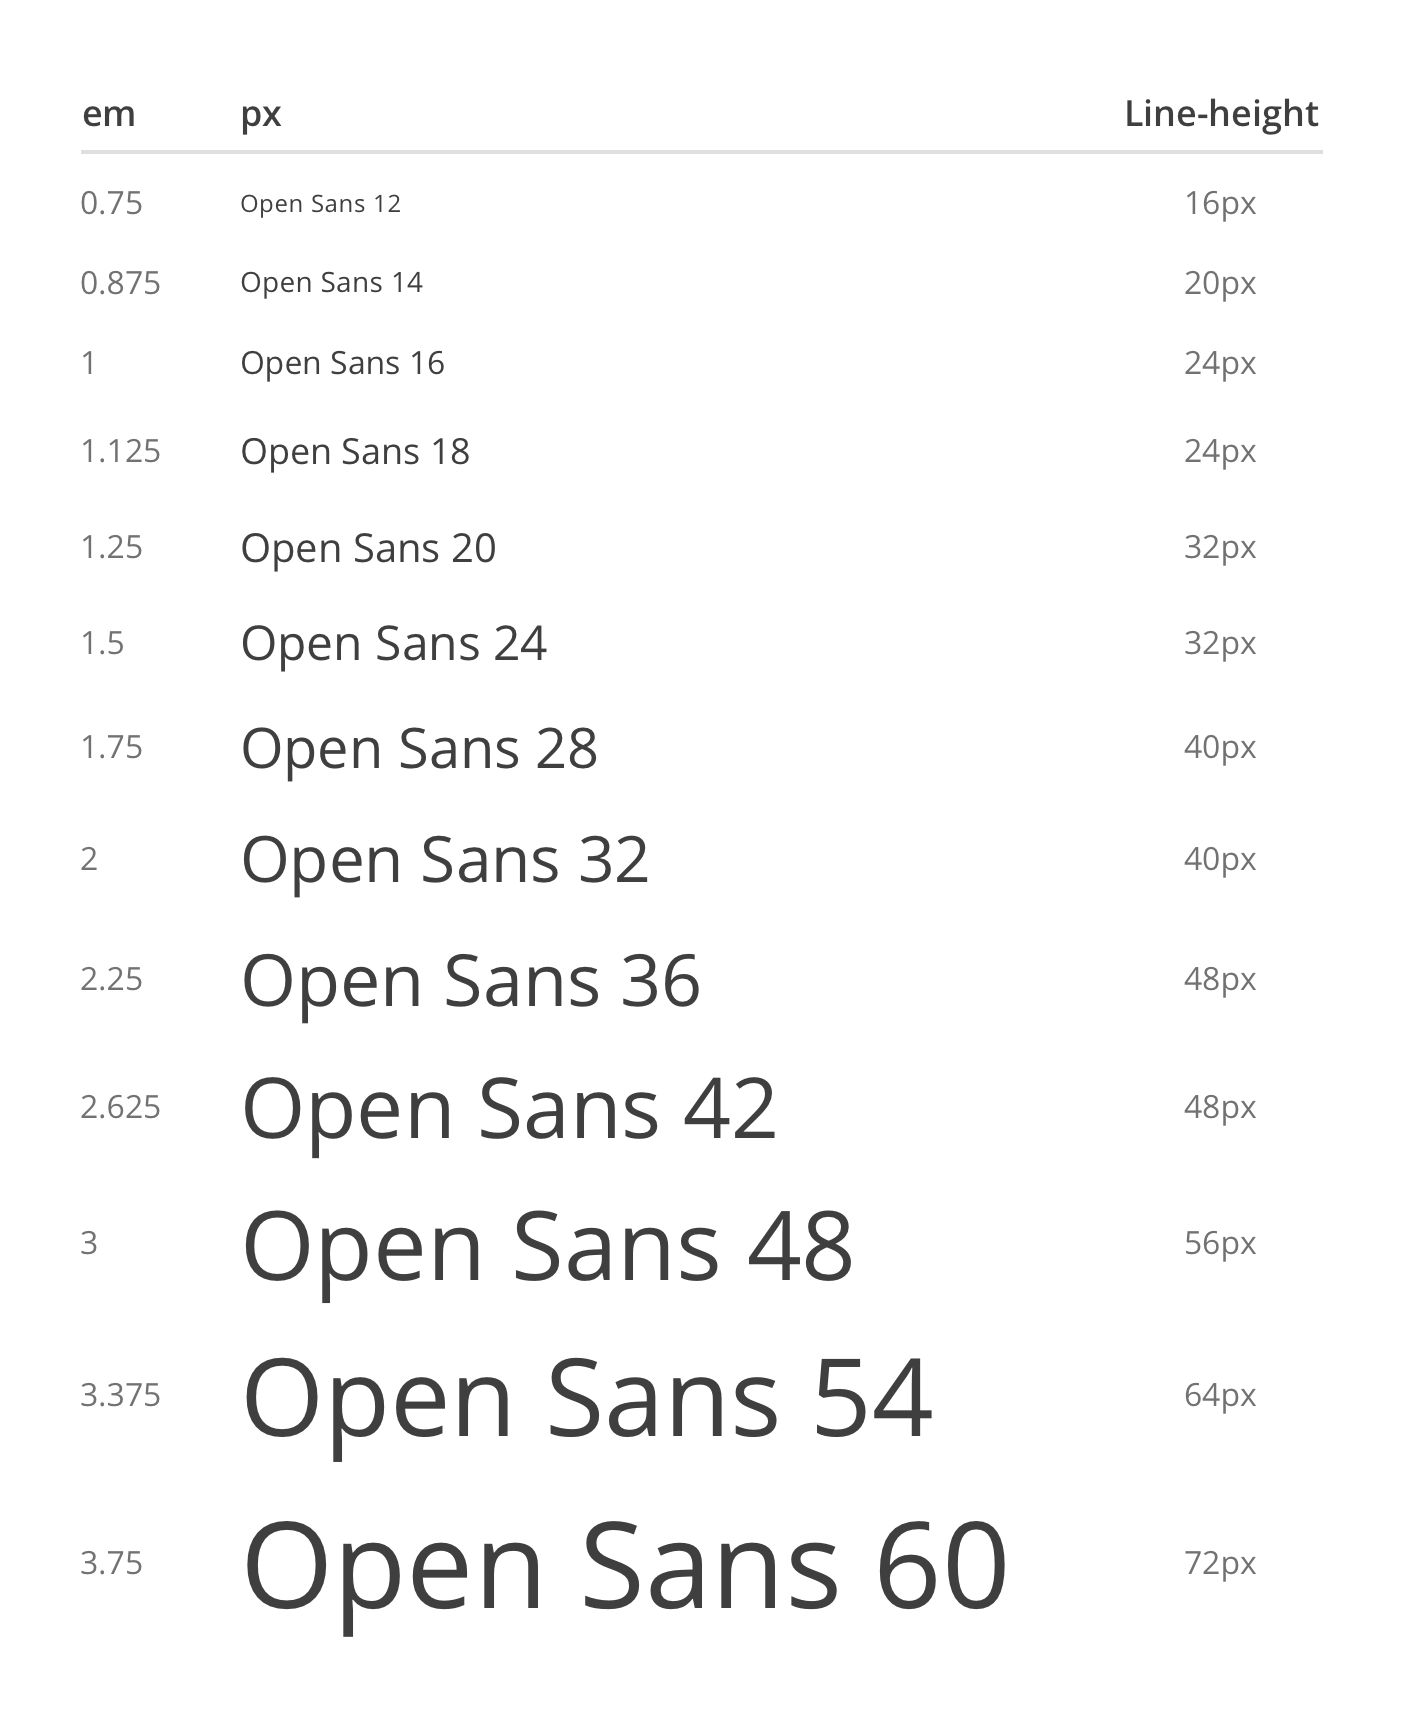 em px Line-height
0.75 Open Sans 12 16px
0.875 Open Sans 14 20px
1 Open Sans 16 24px
1.125 Open Sans 18 24px
1.25 Open Sans 20 32px
1.5 Open Sans 24 32px
1.75 Open Sans 28 40px
2 Open Sans 32 40px
2.25 Open Sans 36 48px
2.625 Open Sans 42 48px
3 Open Sans 48 56px
3.375 Open Sans 54 64px
3.75 Open Sans 60 72px